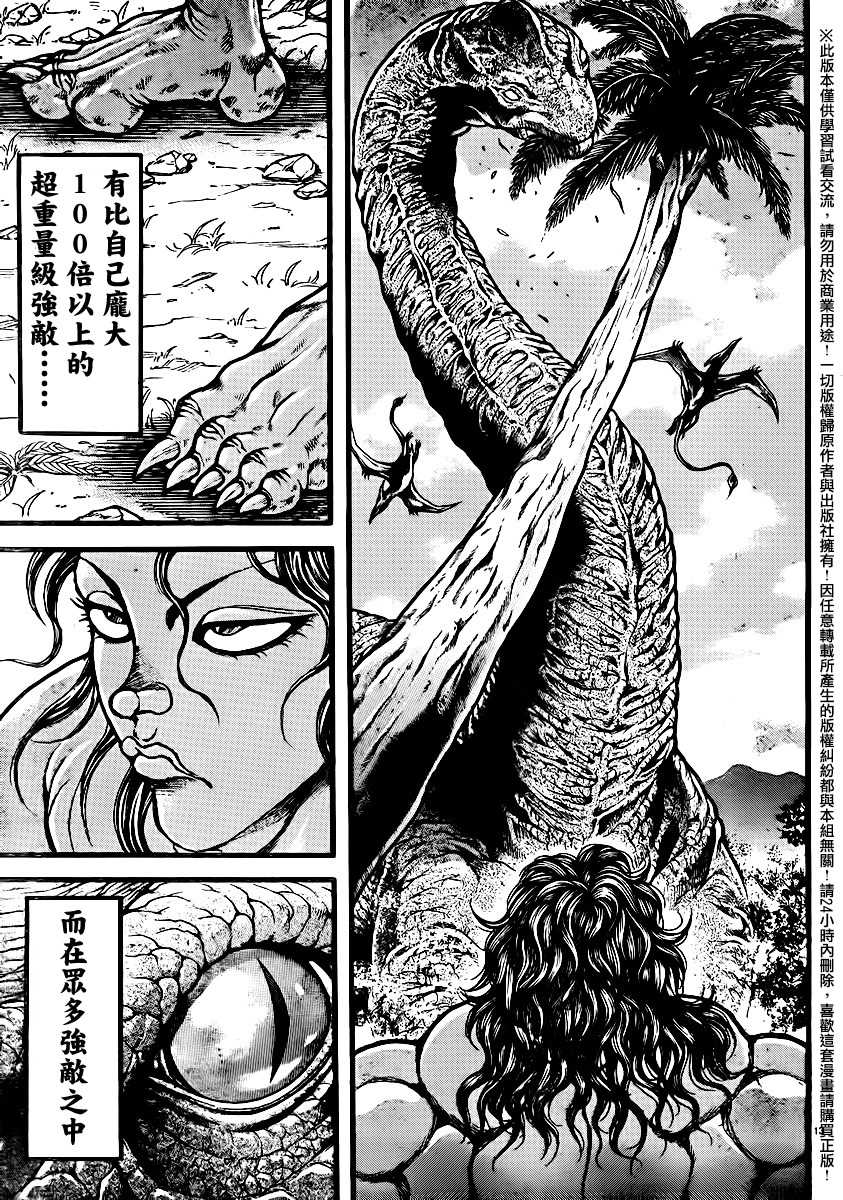 ※此版本僅供學習試看交流，請勿用於商業用途！一切版權歸原作者與出版社擁有！因任意轉載所產生的版權糾紛都與本組無關！請24小時內刪除，喜歡這套漫畫請購買正版！
有比自己龐大
100倍以上的
超重量級強敵……
而在眾多強敵之中